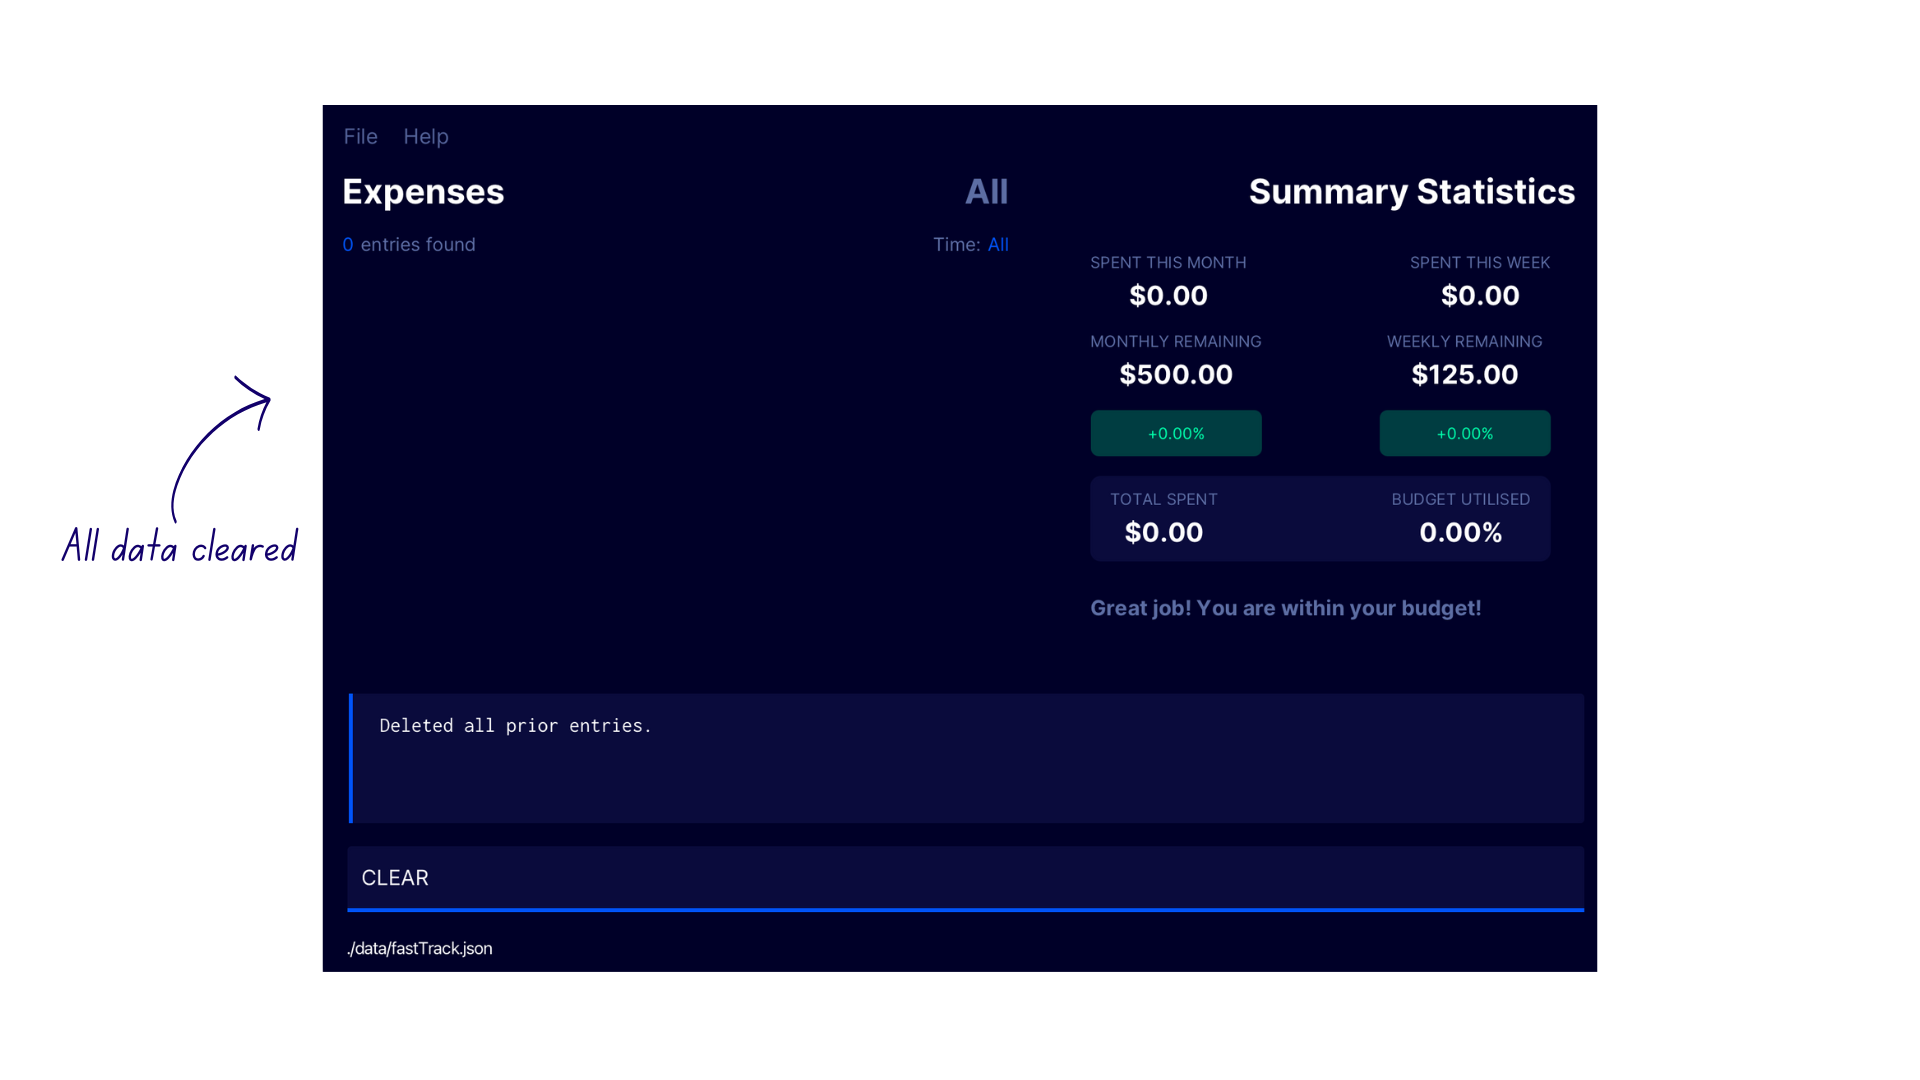 File Help
Expenses All Summary Statistics
0 entries found Time: All
SPENT THIS MONTH SPENT THIS WEEK
$0.00 $0.00
MONTHLY REMAINING WEEKLY REMAINING
$500.00 $125.00
+0.00% +0.00%
TOTAL SPENT BUDGET UTILISED
$0.00 0.00%
All data cleared
Great job! You are within your budget!
Deleted all prior entries.
CLEAR
./data/fastTrack.json